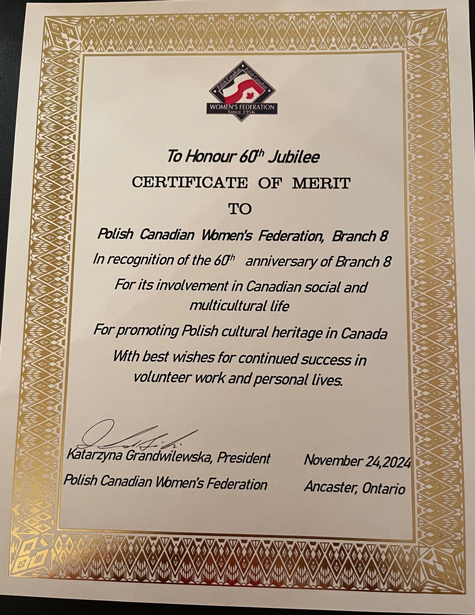 WOMEN'S FEDERATION
Since 1956
To Honour 60th Jubilee
CERTIFICATE OF MERIT
TO
Polish Canadian Women's Federation, Branch 8
In recognition of the 60th anniversary of Branch 8
For its involvement in Canadian social and
multicultural life
For promoting Polish cultural heritage in Canada
With best wishes for continued success in
volunteer work and personal lives.
Katarzyna Grandwilewska, President
November 24,2024
Polish Canadian Women's Federation
Ancaster, Ontario